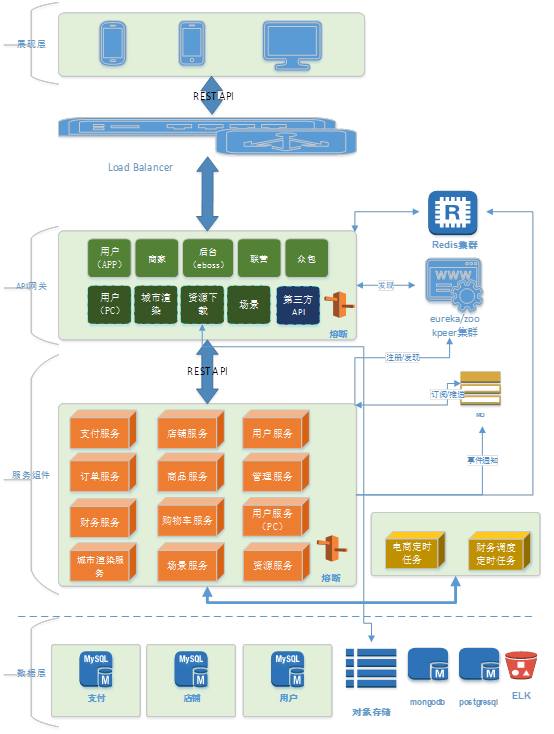 展现层
REST API
Load Balancer
API网关
用户
（APP）
商家
后台
（eboss）
联营
众包
用户
（PC）
城市渲
染
资源下
载
场景
第三方
API
熔断
R
Redis集群
发现
WWW
eureka/zoo
kpeer集群
REST API
注册/发现
订阅/推送
MQ
事件通知
服务组件
支付服务
店铺服务
用户服务
订单服务
商品服务
管理服务
财务服务
购物车服务
用户服务
（PC）
城市渲染服
务
场景服务
资源服务
熔断
电商定时
任务
财务调度
定时任务
数据层
MySQL
M
支付
MySQL
M
店铺
MySQL
M
用户
对象存储
M
mongodb
M
postgresql
ELK